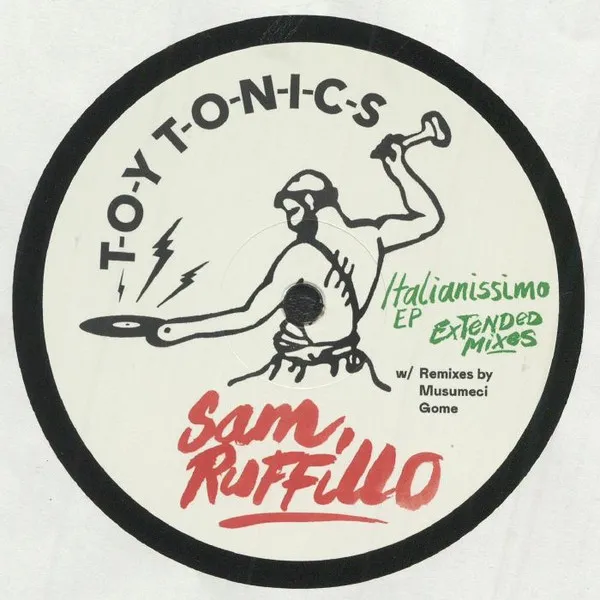 T-O-Y T-O-N-I-C-S
Italianissimo
EP EXTENDED
MIXES
w/ Remixes by
Musumeci
Gome
Sam
Ruffillo